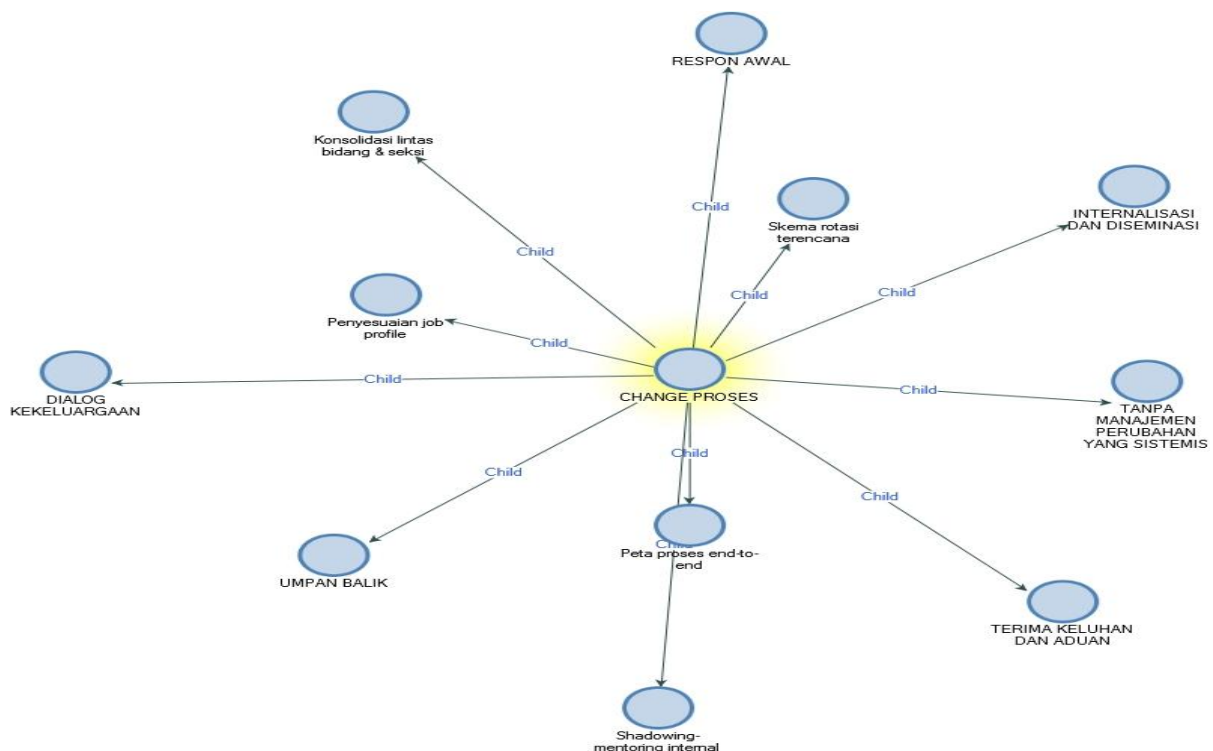 RESPON AWAL
Konsolidasi lintas
bidang & seksi
Child
Skema rotasi
terencana
INTERNALISASI
DAN DISEMINASI
Child
Child
Child
Penyesuaian job
profile
Child
DIALOG
KEKELUARGAAN
Child
CHANGE PROSES
Child
TANPA
MANAJEMEN
PERUBAHAN
YANG SISTEMIS
Child
Child
Child
UMPAN BALIK
Child
Peta proses end-to-
end
TERIMA KELUHAN
DAN ADUAN
Shadowing-
mentoring internal